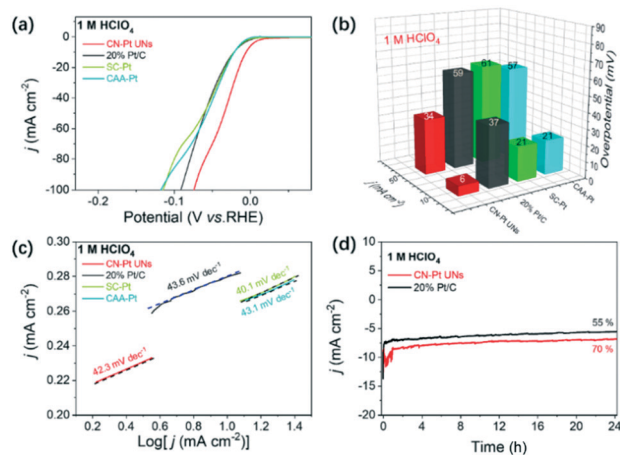 (a)
1 M HClO₄
CN-Pt UNs
20% Pt/C
SC-Pt
CAA-Pt
0
-20
-40
-60
-80
-100
j (mA cm⁻²)
-0.2
-0.1
0.0
Potential (V vs.RHE)
(b)
1 M HClO₄
34
59
61
57
6
37
21
21
90
80
70
60
50
40
30
20
10
0
Overpotential (mV)
j (mA cm⁻²)
50
10
CN-Pt UNs
20% Pt/C
SC-Pt
CAA-Pt
(c)
1 M HClO₄
CN-Pt UNs
20% Pt/C
SC-Pt
CAA-Pt
43.6 mV dec⁻¹
40.1 mV dec⁻¹
43.1 mV dec⁻¹
42.3 mV dec⁻¹
0.30
0.28
0.26
0.24
0.22
0.20
j (mA cm⁻²)
0.0
0.2
0.4
0.6
0.8
1.0
1.2
1.4
Log[ j (mA cm⁻²)]
(d)
1 M HClO₄
CN-Pt UNs
20% Pt/C
55 %
70 %
10
5
0
-5
-10
-15
-20
j (mA cm⁻²)
0
4
8
12
16
20
24
Time (h)